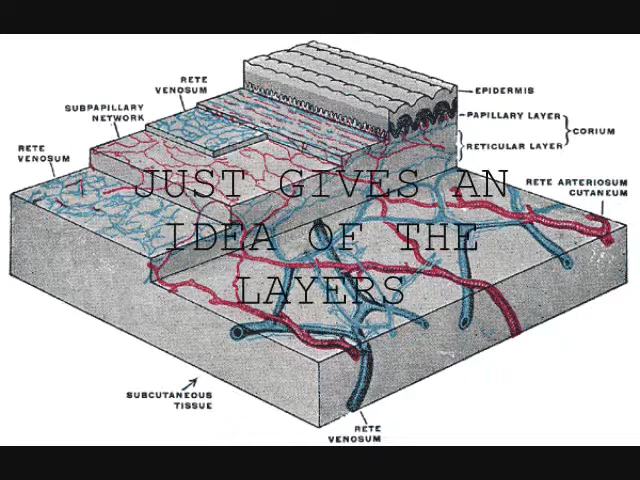 RETE
VENOSUM
SUBPAPILLARY
NETWORK
RETE
VENOSUM
EPIDERMIS
PAPILLARY LAYER
CORIUM
RETICULAR LAYER
RETE ARTERIOSUM
CUTANEUM
JUST GIVES AN
IDEA OF THE
LAYERS
SUBCUTANEOUS
TISSUE
RETE
VENOSUM